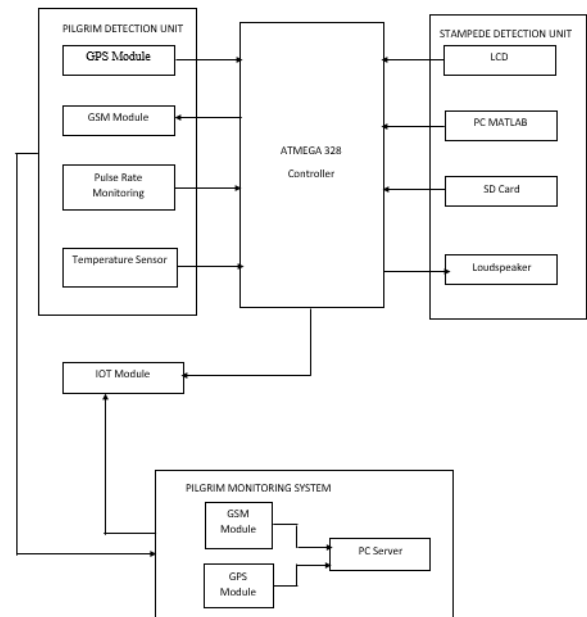 PILGRIM DETECTION UNIT
GPS Module
GSM Module
Pulse Rate
Monitoring
Temperature Sensor
ATMEGA 328
Controller
STAMPEDE DETECTION UNIT
LCD
PC MATLAB
SD Card
Loudspeaker
IOT Module
PILGRIM MONITORING SYSTEM
GSM
Module
PC Server
GPS
Module